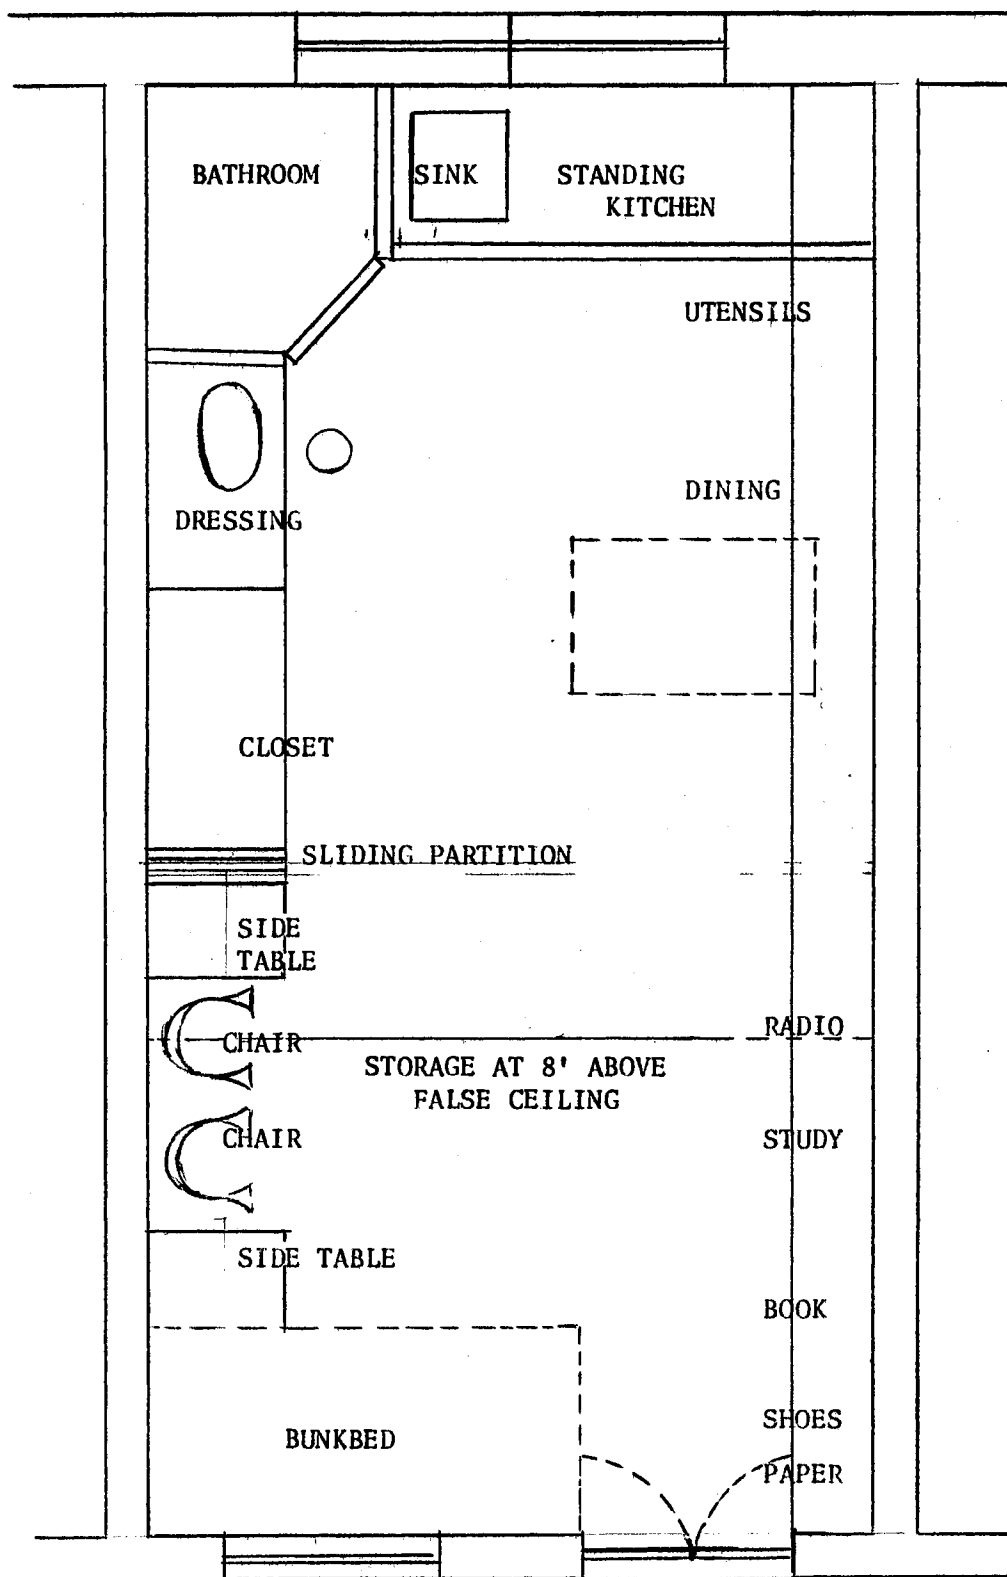 BATHROOM
SINK
STANDING
KITCHEN
UTENSILS
DINING
DRESSING
CLOSET
SLIDING PARTITION
SIDE
TABLE
CHAIR
RADIO
STORAGE AT 8' ABOVE
FALSE CEILING
CHAIR
STUDY
SIDE TABLE
BOOK
SHOES
BUNKBED
PAPER